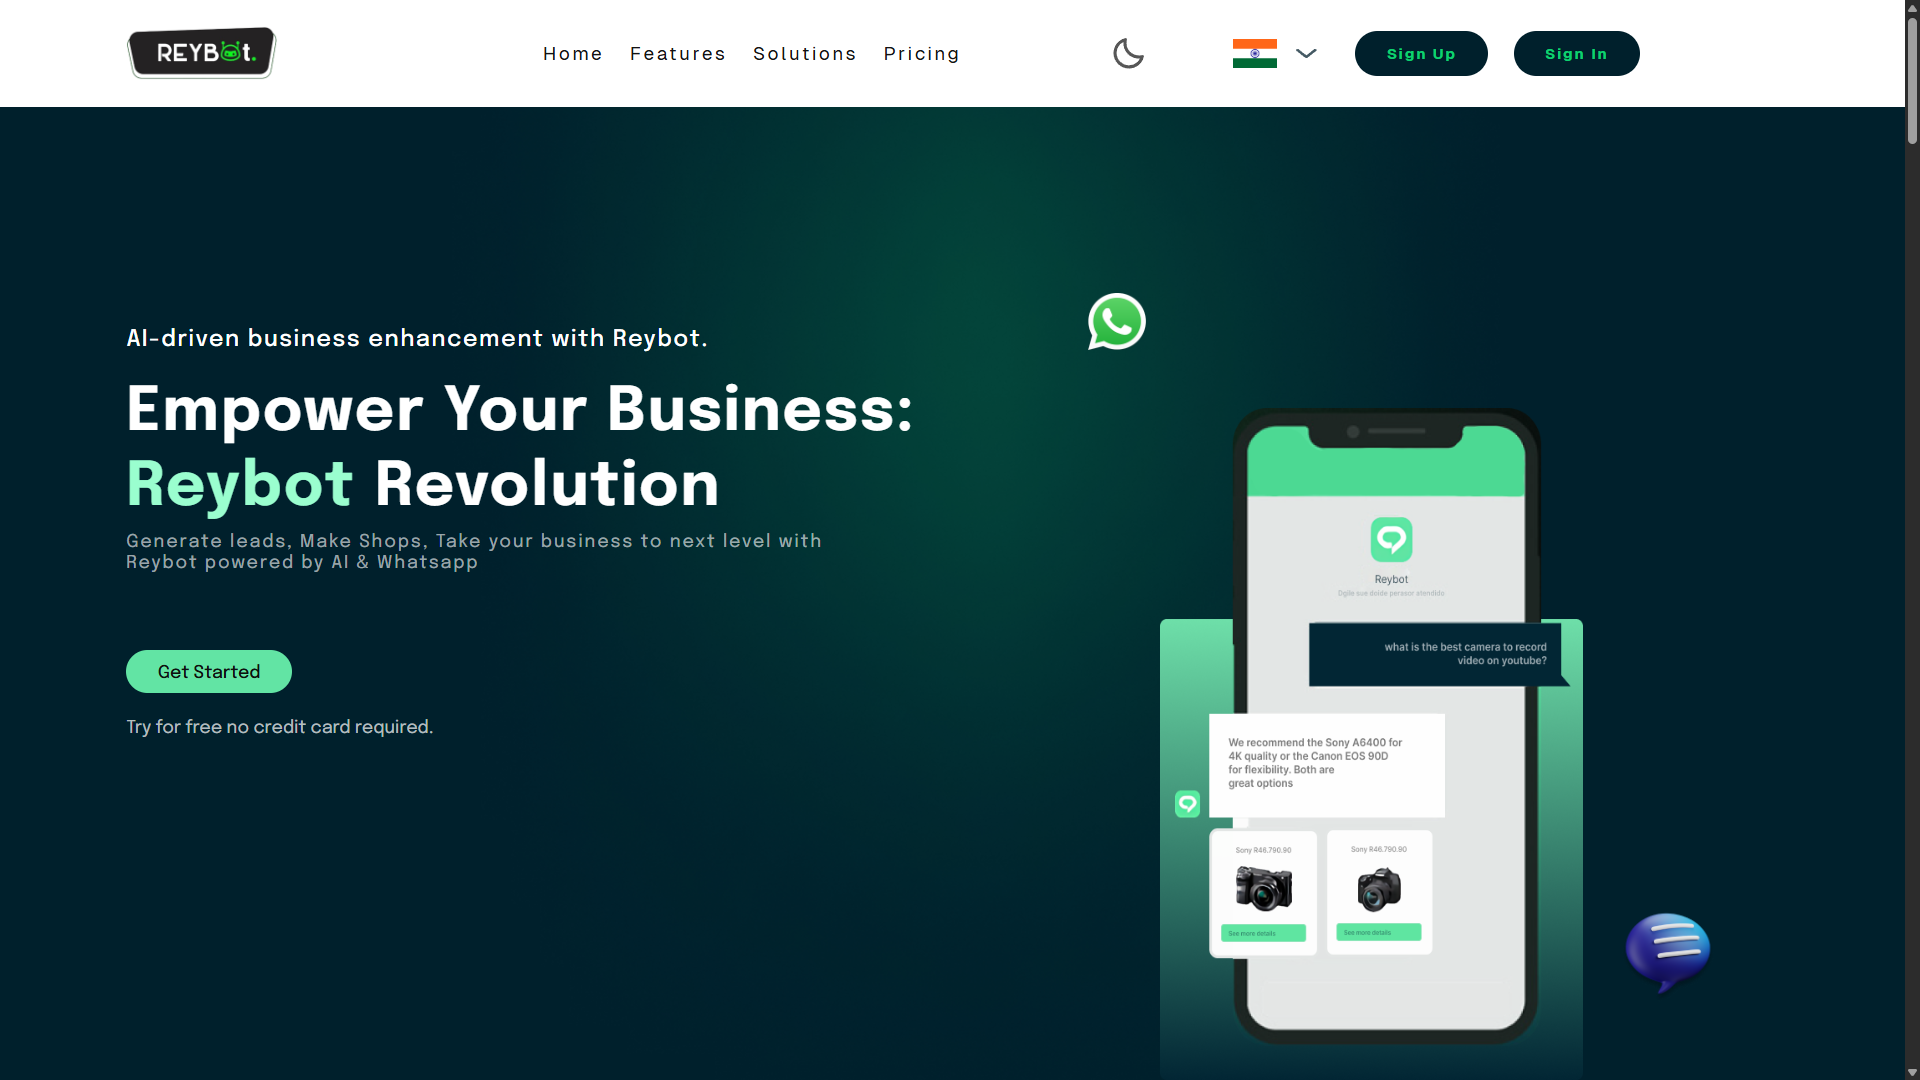 REYBOt.
Home Features Solutions Pricing
Sign Up
Sign In
AI-driven business enhancement with Reybot.
Empower Your Business:
Reybot Revolution
Generate leads, Make Shops, Take your business to next level with
Reybot powered by AI & Whatsapp
Get Started
Try for free no credit card required.
Reybot
what is the best camera to record
video on youtube?
We recommend the Sony A6400 for
4K quality or the Canon EOS 90D
for flexibility. Both are
great options
Sony R46.790.90
See more details
Sony R46.790.90
See more details